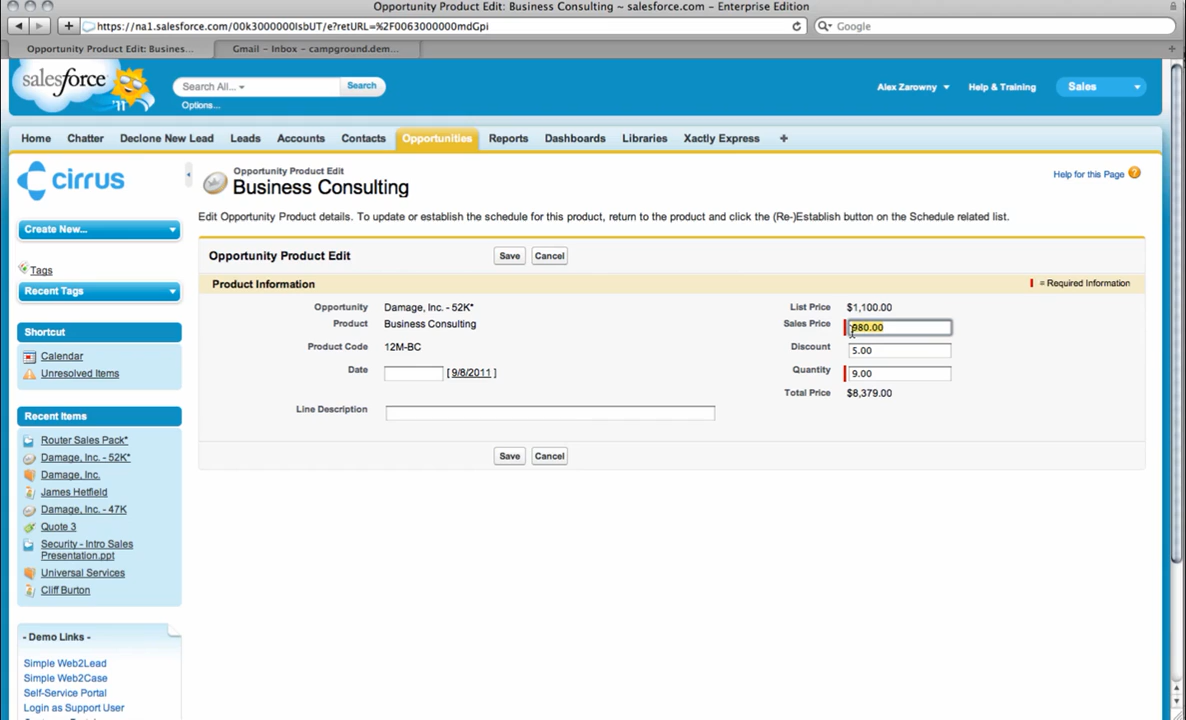 Opportunity Product Edit: Business Consulting ~ salesforce.com - Enterprise Edition
https://na1.salesforce.com/00k3000000lsbUT/e?retURL=%2F0063000000mdGpi
Google
Opportunity Product Edit: Busines...
Gmail – Inbox – campground.dem...
salesforce
'11
Search All...
Search
Options...
Alex Zarowny
Help & Training
Sales
Home
Chatter
Declone New Lead
Leads
Accounts
Contacts
Opportunities
Reports
Dashboards
Libraries
Xactly Express
+
cirrus
Opportunity Product Edit
Business Consulting
Help for this Page ?
Edit Opportunity Product details. To update or establish the schedule for this product, return to the product and click the (Re-)Establish button on the Schedule related list.
Create New...
Tags
Recent Tags
Shortcut
Calendar
Unresolved Items
Recent Items
Router Sales Pack*
Damage, Inc. - 52K*
Damage, Inc.
James Hetfield
Damage, Inc. - 47K
Quote 3
Security - Intro Sales
Presentation.ppt
Universal Services
Cliff Burton
- Demo Links -
Simple Web2Lead
Simple Web2Case
Self-Service Portal
Login as Support User
Opportunity Product Edit
Save
Cancel
Product Information
= Required Information
Opportunity Damage, Inc. - 52K*
Product Business Consulting
Product Code 12M-BC
Date [ 9/8/2011 ]
Line Description
List Price $1,100.00
Sales Price 980.00
Discount 5.00
Quantity 9.00
Total Price $8,379.00
Save
Cancel